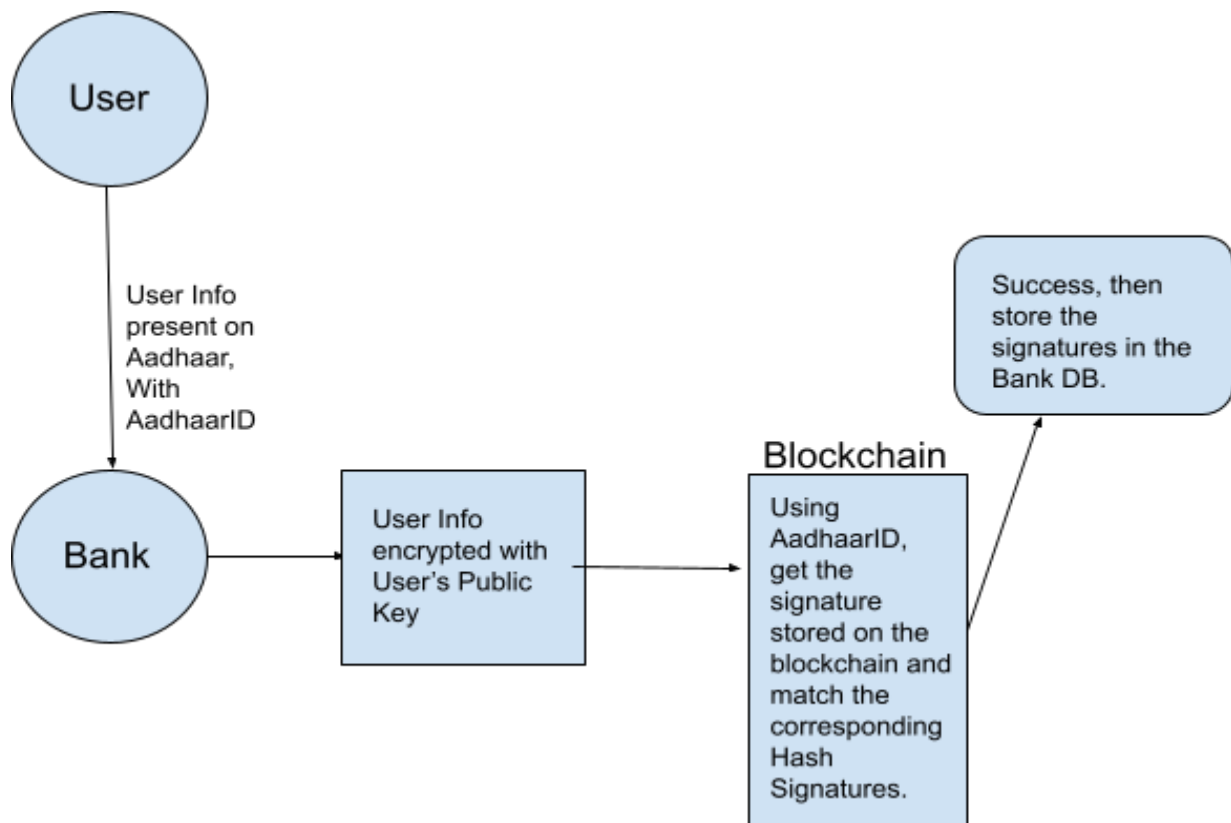 User
User Info
present on
Aadhaar,
With
AadhaarID
Bank
User Info
encrypted with
User's Public
Key
Blockchain
Using
AadhaarID,
get the
signature
stored on the
blockchain and
match the
corresponding
Hash
Signatures.
Success, then
store the
signatures in the
Bank DB.